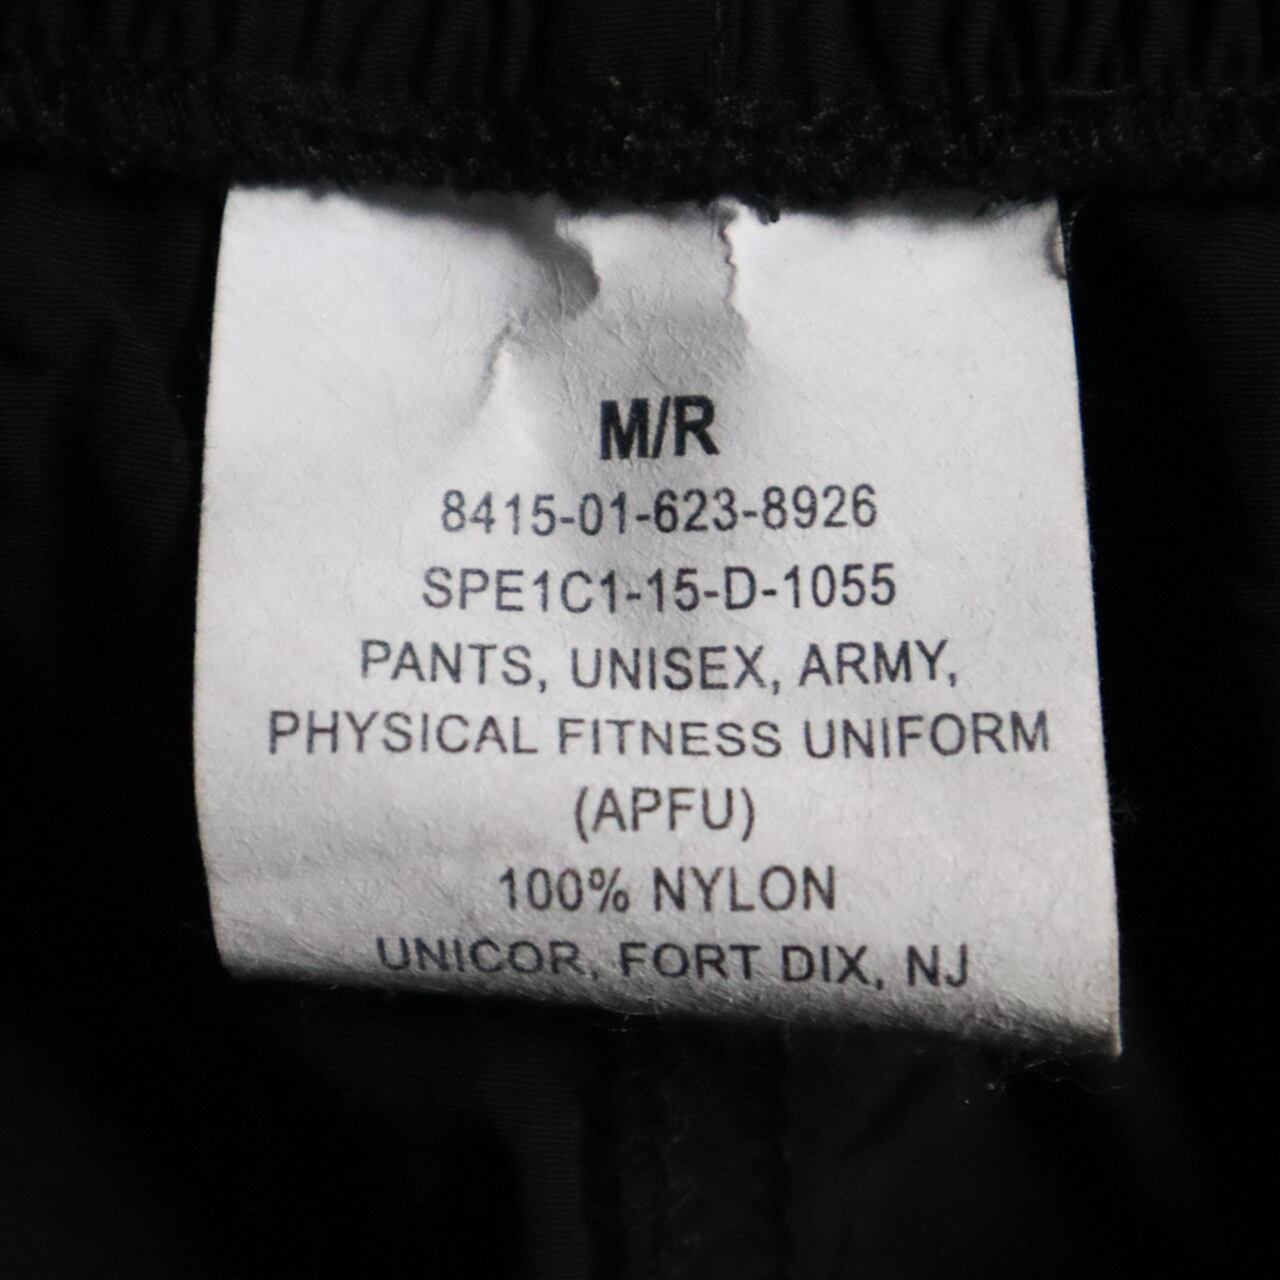 M/R
8415-01-623-8926
SPE1C1-15-D-1055
PANTS, UNISEX, ARMY,
PHYSICAL FITNESS UNIFORM
(APFU)
100% NYLON
UNICOR, FORT DIX, NJ